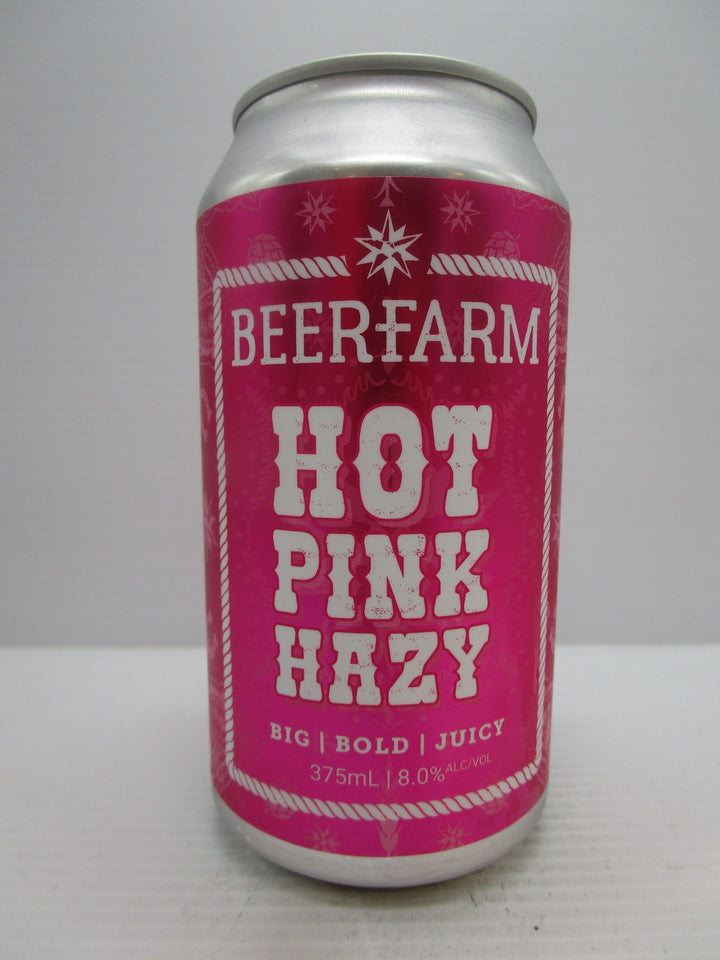 BEERFARM
HOT
PINK
HAZY
BIG | BOLD | JUICY
375mL | 8.0% ALC/VOL